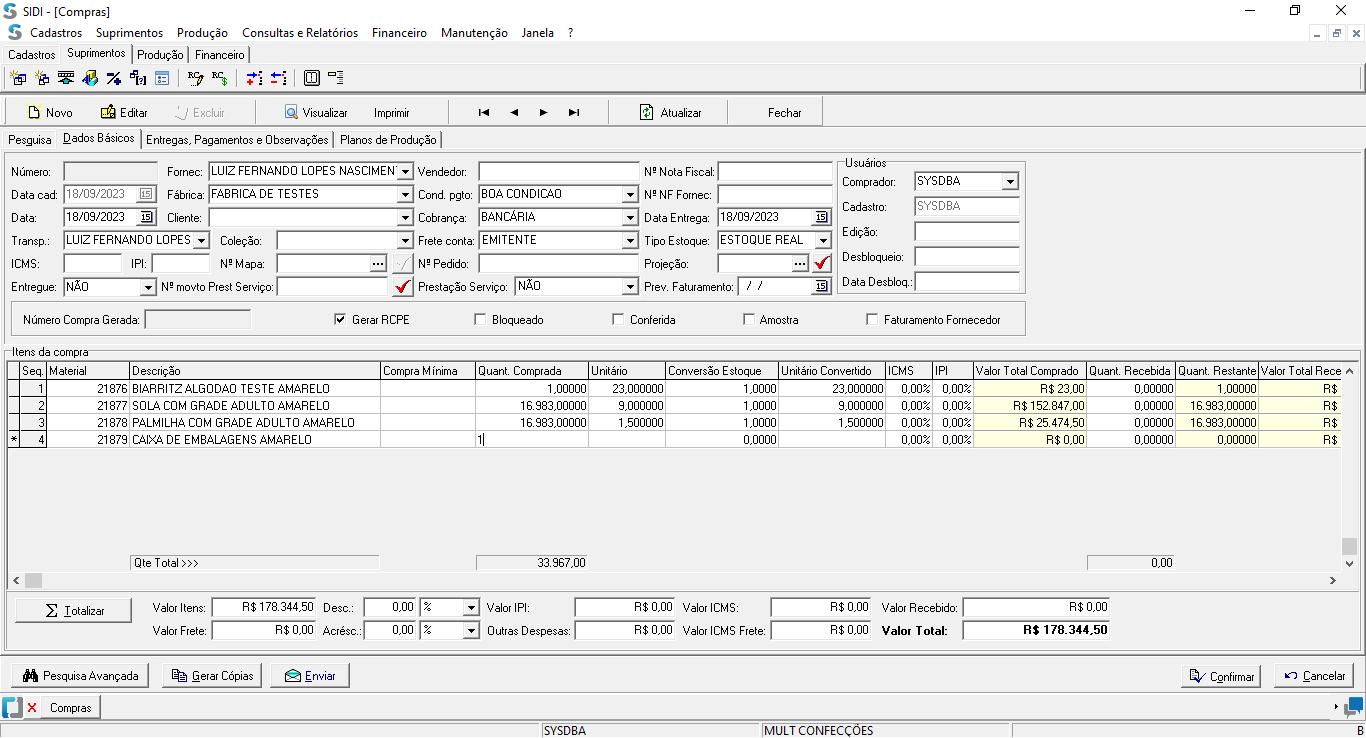 SIDI - [Compras]
Cadastros Suprimentos Produção Consultas e Relatórios Financeiro Manutenção Janela ?
Cadastros Suprimentos Produção Financeiro
Novo Editar Excluir Visualizar Imprimir Atualizar Fechar
Pesquisa Dados Básicos Entregas, Pagamentos e Observações Planos de Produção
Usuários
Número: Fornec: LUIZ FERNANDO LOPES NASCIMEN Vendedor: Nº Nota Fiscal: Comprador: SYSDBA
Data cad: 18/09/2023 15 Fábrica: FABRICA DE TESTES Cond. pgto: BOA CONDICAO Nº NF Fornec: Cadastro: SYSDBA
Data: 18/09/2023 15 Cliente: Cobrança: BANCÁRIA Data Entrega: 18/09/2023 15 Edição:
Transp.: LUIZ FERNANDO LOPES Coleção: Frete conta: EMITENTE Tipo Estoque: ESTOQUE REAL
ICMS: IPI: Nº Mapa: ... Nº Pedido: Projeção: ... Desbloqueio:
Entregue: NÃO Nº movto Prest Serviço: Prestação Serviço: NÃO Prev. Faturamento: / / 15 Data Desbloq.:
Número Compra Gerada: Gerar RCPE Bloqueado Conferida Amostra Faturamento Fornecedor
Itens da compra
Seq. Material Descrição Compra Mínima Quant. Comprada Unitário Conversão Estoque Unitário Convertido ICMS IPI Valor Total Comprado Quant. Recebida Quant. Restante Valor Total Rece
1 21876 BIARRITZ ALGODAO TESTE AMARELO 1,00000 23,000000 1,0000 23,000000 0,00% 0,00% R$ 23,00 0,00000 1,00000 R$
2 21877 SOLA COM GRADE ADULTO AMARELO 16.983,00000 9,000000 1,0000 9,000000 0,00% 0,00% R$ 152.847,00 0,00000 16.983,00000 R$
3 21878 PALMILHA COM GRADE ADULTO AMARELO 16.983,00000 1,500000 1,0000 1,500000 0,00% 0,00% R$ 25.474,50 0,00000 16.983,00000 R$
* 4 21879 CAIXA DE EMBALAGENS AMARELO 1 0,0000 0,00% 0,00% R$ 0,00 0,00000 0,00000 R$
Qte Total >>> 33.967,00 0,00
Totalizar Valor Itens: R$ 178.344,50 Desc.: 0,00 % Valor IPI: R$ 0,00 Valor ICMS: R$ 0,00 Valor Recebido: R$ 0,00
Valor Frete: R$ 0,00 Acrésc.: 0,00 % Outras Despesas: R$ 0,00 Valor ICMS Frete: R$ 0,00 Valor Total: R$ 178.344,50
Pesquisa Avançada Gerar Cópias Enviar Confirmar Cancelar
Compras
SYSDBA MULT CONFECÇÕES B